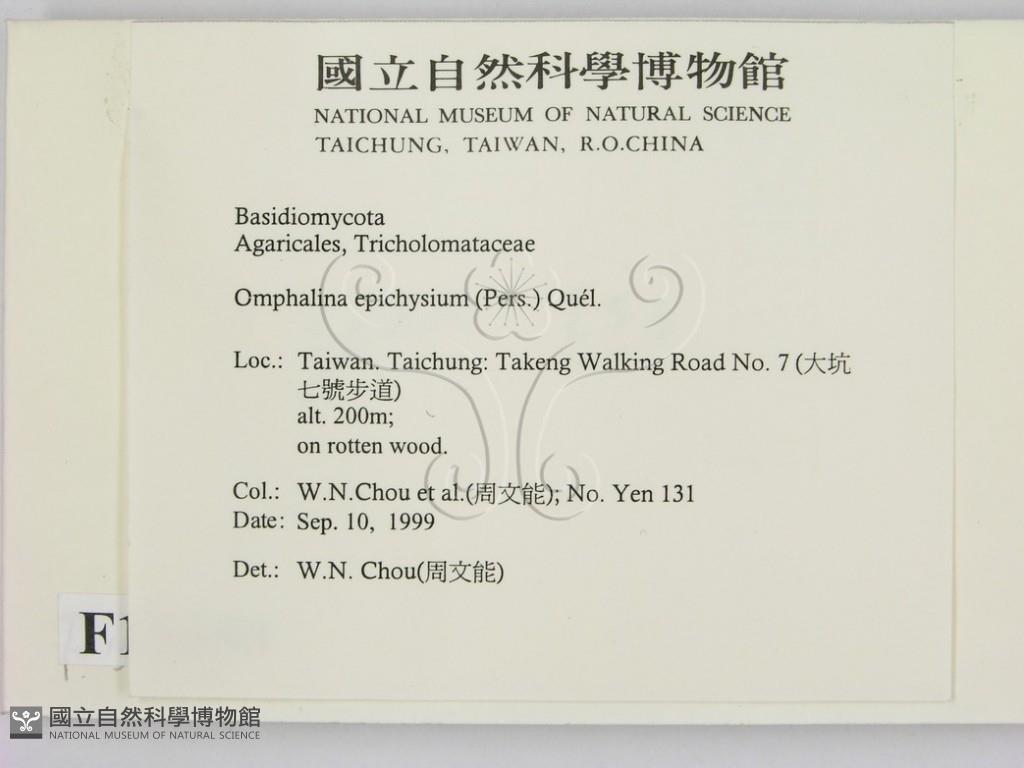 國立自然科學博物館
NATIONAL MUSEUM OF NATURAL SCIENCE
TAICHUNG, TAIWAN, R.O.CHINA
Basidiomycota
Agaricales, Tricholomataceae
Omphalina epichysium (Pers.) Quél.
Loc.: Taiwan. Taichung: Takeng Walking Road No. 7 (大坑
七號步道)
alt. 200m;
on rotten wood.
Col.: W.N.Chou et al.(周文能); No. Yen 131
Date: Sep. 10, 1999
Det.: W.N. Chou(周文能)
F1
國立自然科學博物館
NATIONAL MUSEUM OF NATURAL SCIENCE